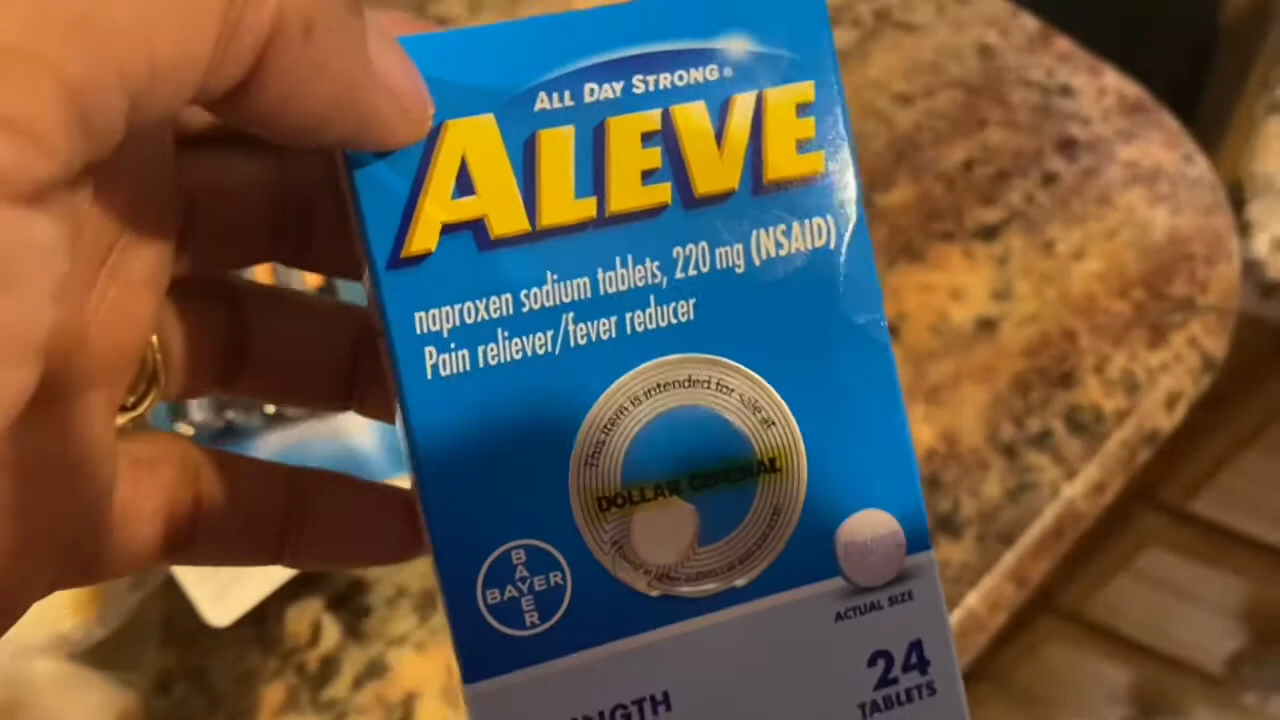 ALL DAY STRONG®
ALEVE
naproxen sodium tablets, 220 mg (NSAID)
Pain reliever/fever reducer
This item is intended for sale at
DOLLAR GENERAL
BAYER
BAYER
ACTUAL SIZE
24
TABLETS